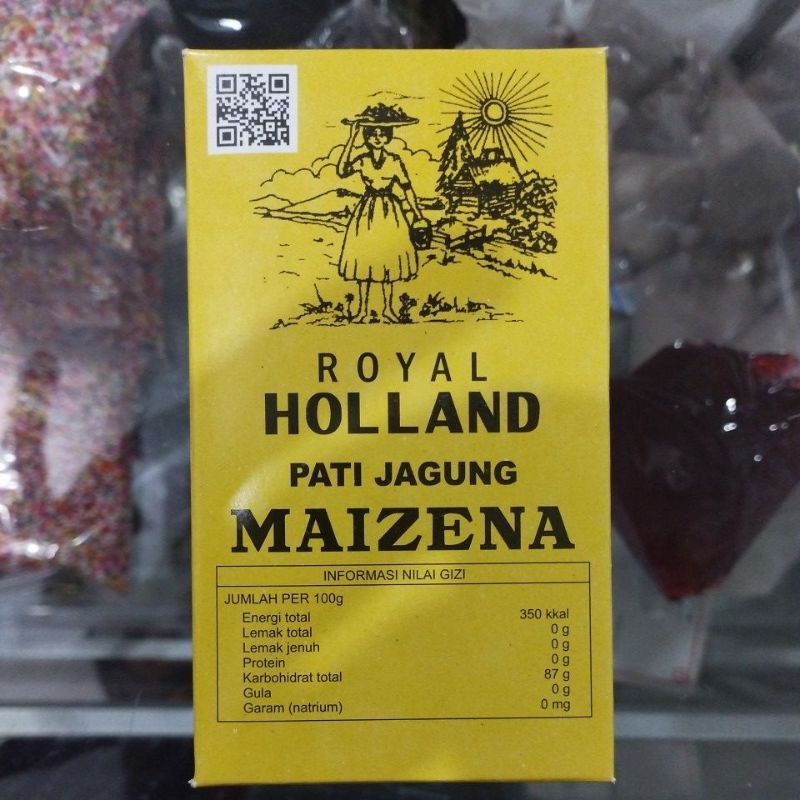 ROYAL
HOLLAND
PATI JAGUNG
MAIZENA
INFORMASI NILAI GIZI
JUMLAH PER 100g
Energi total 350 kkal
Lemak total 0 g
Lemak jenuh 0 g
Protein 0 g
Karbohidrat total 87 g
Gula 0 g
Garam (natrium) 0 mg